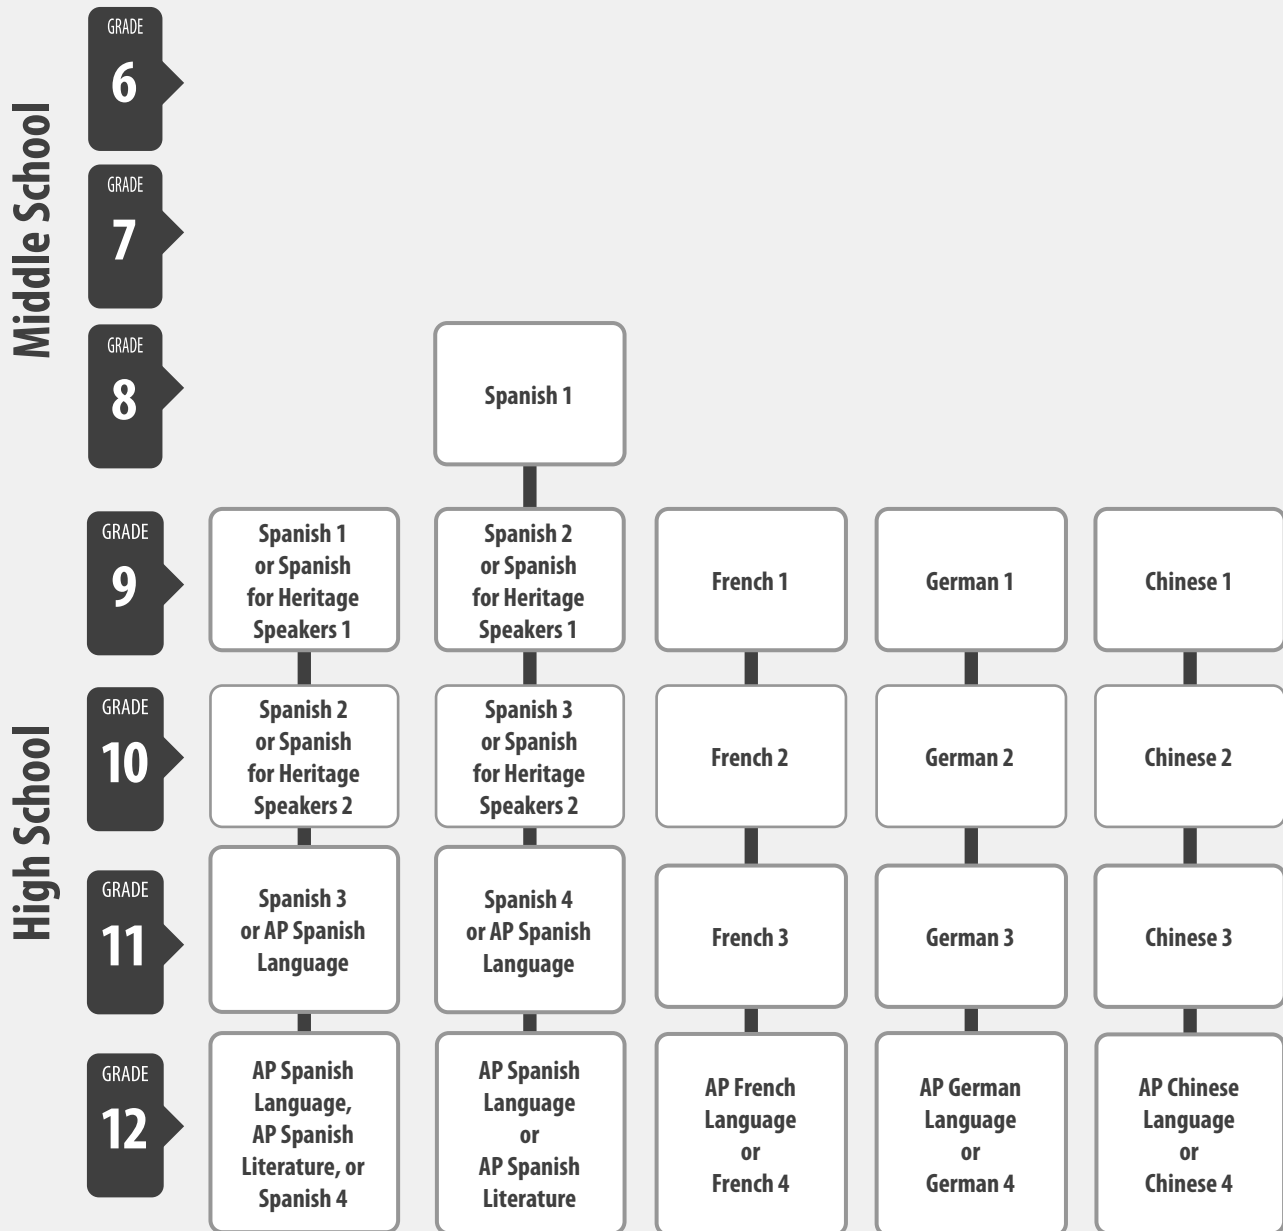 Middle School
GRADE
6
GRADE
7
GRADE
8
Spanish 1
High School
GRADE
9
Spanish 1
or Spanish
for Heritage
Speakers 1
Spanish 2
or Spanish
for Heritage
Speakers 1
French 1
German 1
Chinese 1
GRADE
10
Spanish 2
or Spanish
for Heritage
Speakers 2
Spanish 3
or Spanish
for Heritage
Speakers 2
French 2
German 2
Chinese 2
GRADE
11
Spanish 3
or AP Spanish
Language
Spanish 4
or AP Spanish
Language
French 3
German 3
Chinese 3
GRADE
12
AP Spanish
Language,
AP Spanish
Literature, or
Spanish 4
AP Spanish
Language
or
AP Spanish
Literature
AP French
Language
or
French 4
AP German
Language
or
German 4
AP Chinese
Language
or
Chinese 4